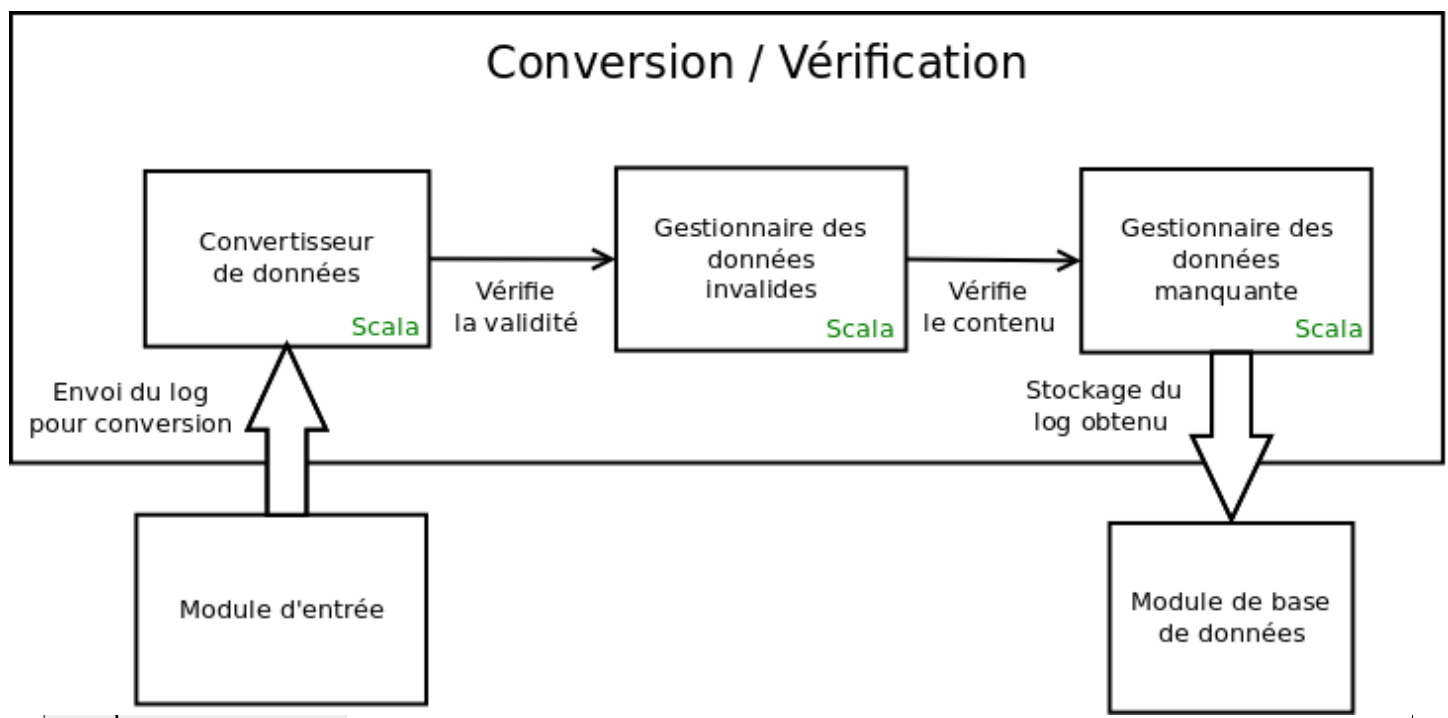 Conversion / Vérification
Convertisseur
de données
Scala
Vérifie
la validité
Gestionnaire des
données
invalides
Scala
Vérifie
le contenu
Gestionnaire des
données
manquante
Scala
Envoi du log
pour conversion
Stockage du
log obtenu
Module d'entrée
Module de base
de données